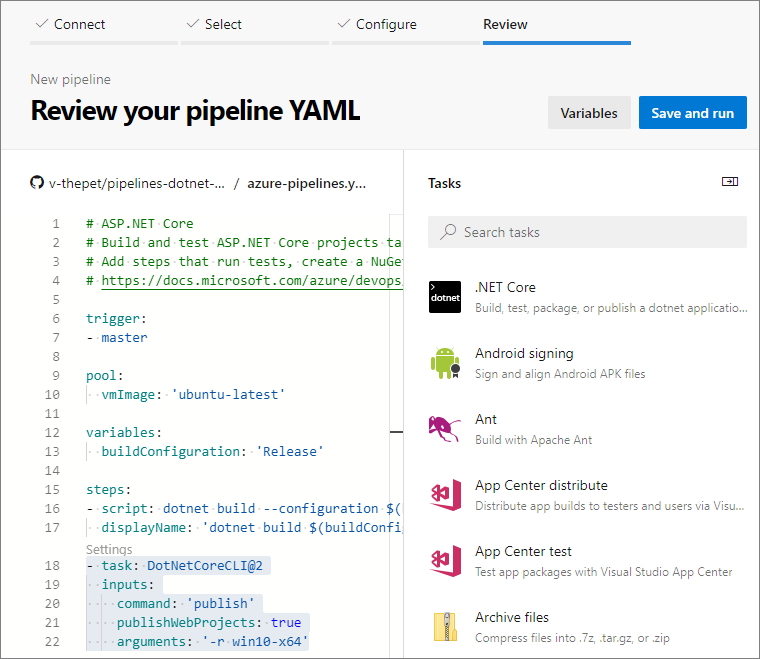 Connect
Select
Configure
Review
New pipeline
Review your pipeline YAML
Variables
Save and run
v-thepet/pipelines-dotnet-... / azure-pipelines.y...
1 # ASP.NET Core
2 # Build and test ASP.NET Core projects ta
3 # Add steps that run tests, create a NuGe
4 # https://docs.microsoft.com/azure/devops/
5
6 trigger:
7 - master
8
9 pool:
10   vmImage: 'ubuntu-latest'
11
12 variables:
13   buildConfiguration: 'Release'
14
15 steps:
16 - script: dotnet build --configuration $(
17   displayName: 'dotnet build $(buildConfi
Settings
18 - task: DotNetCoreCLI@2
19   inputs:
20     command: 'publish'
21     publishWebProjects: true
22     arguments: '-r win10-x64'
Tasks
Search tasks
dotnet
.NET Core
Build, test, package, or publish a dotnet applicatio...
Android signing
Sign and align Android APK files
Ant
Build with Apache Ant
App Center distribute
Distribute app builds to testers and users via Visu...
App Center test
Test app packages with Visual Studio App Center
Archive files
Compress files into .7z, .tar.gz, or .zip